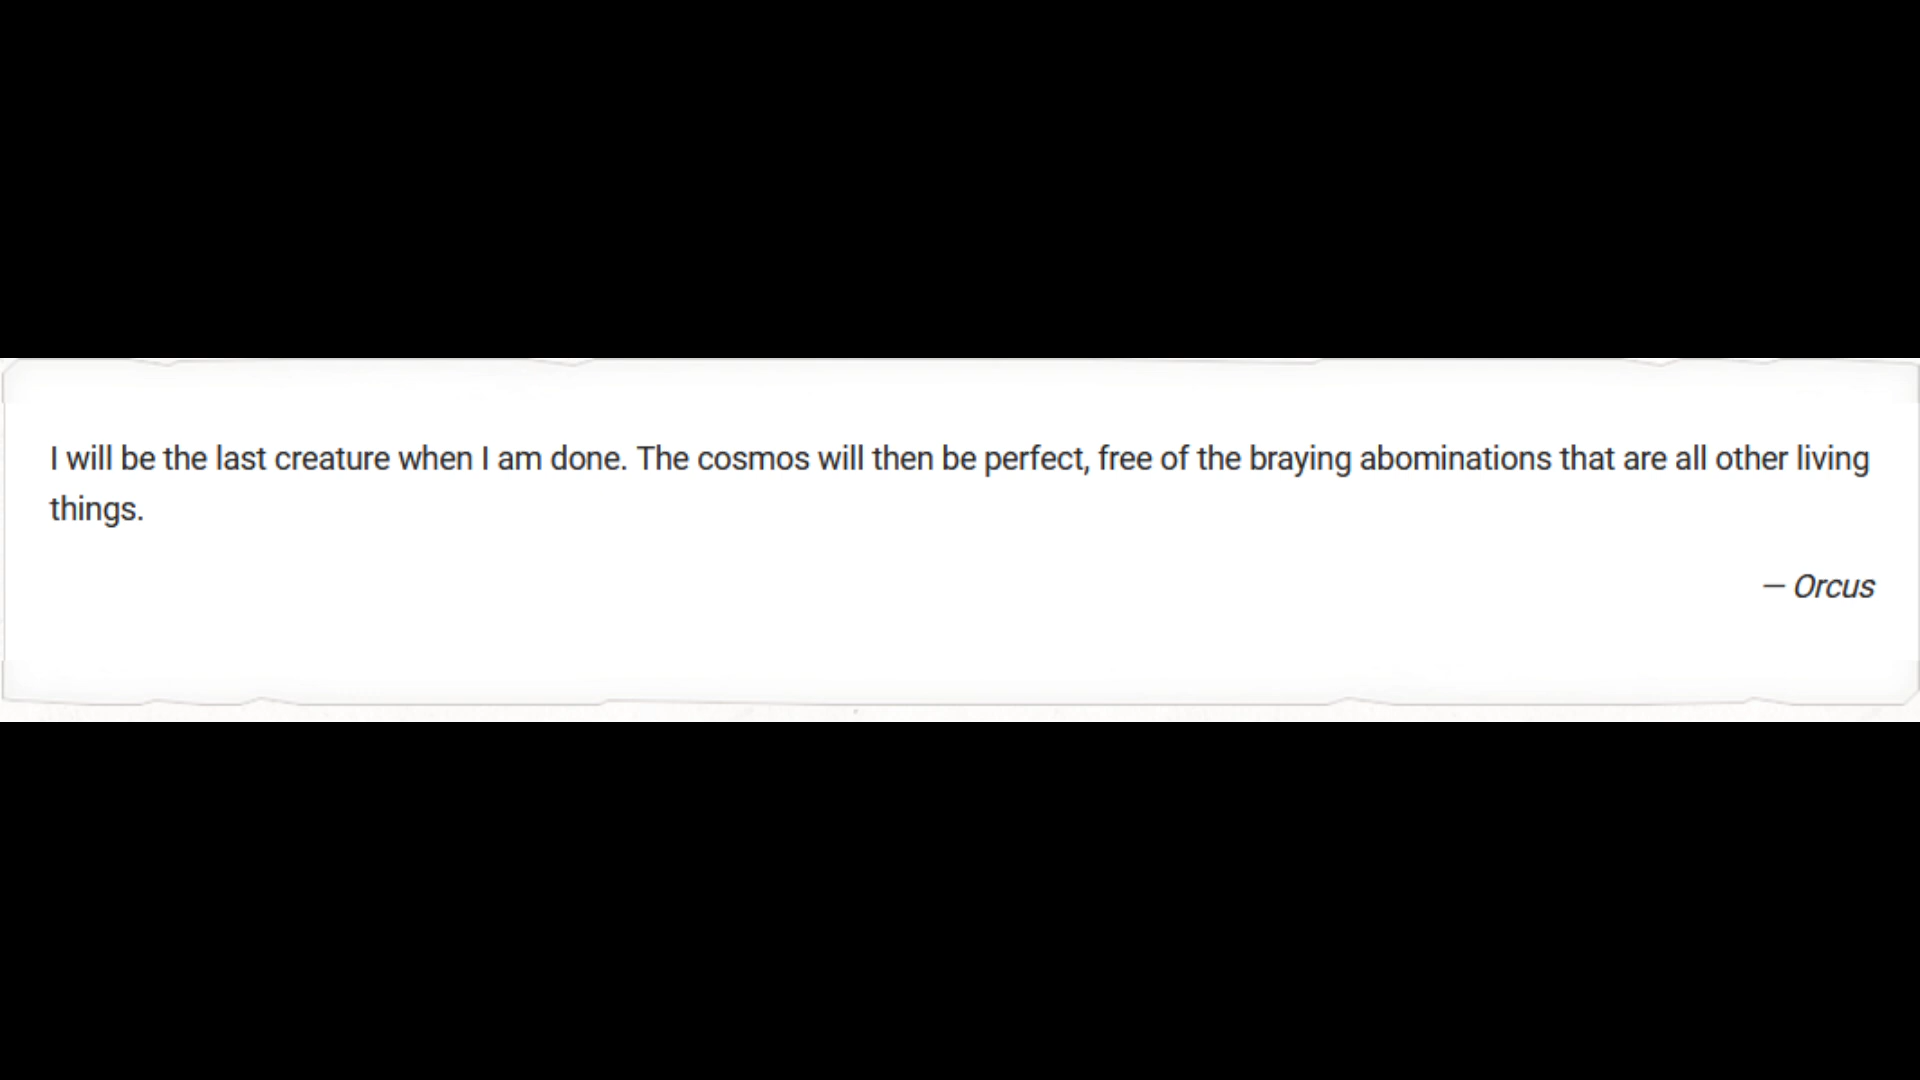 I will be the last creature when I am done. The cosmos will then be perfect, free of the braying abominations that are all other living
things.
— Orcus